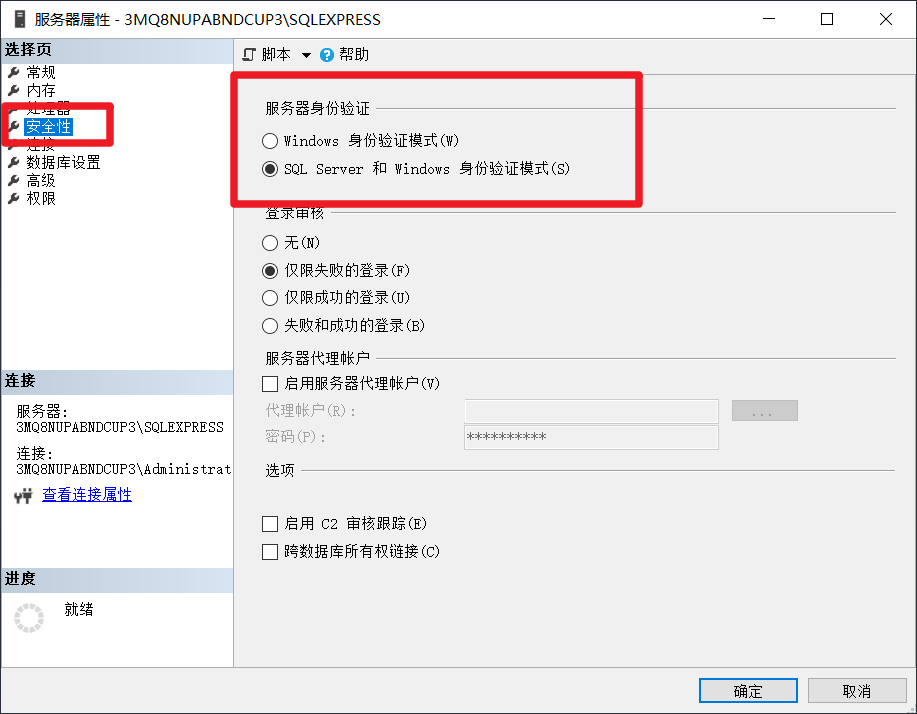 服务器属性 - 3MQ8NUPABNDCUP3\SQLEXPRESS
选择页
常规
内存
处理器
安全性
连接
数据库设置
高级
权限
脚本
帮助
服务器身份验证
Windows 身份验证模式(W)
SQL Server 和 Windows 身份验证模式(S)
登录审核
无(N)
仅限失败的登录(F)
仅限成功的登录(U)
失败和成功的登录(B)
服务器代理帐户
启用服务器代理帐户(V)
代理帐户(R):
...
密码(P):
**********
选项
启用 C2 审核跟踪(E)
跨数据库所有权链接(C)
连接
服务器:
3MQ8NUPABNDCUP3\SQLEXPRESS
连接:
3MQ8NUPABNDCUP3\Administrat
查看连接属性
进度
就绪
确定
取消